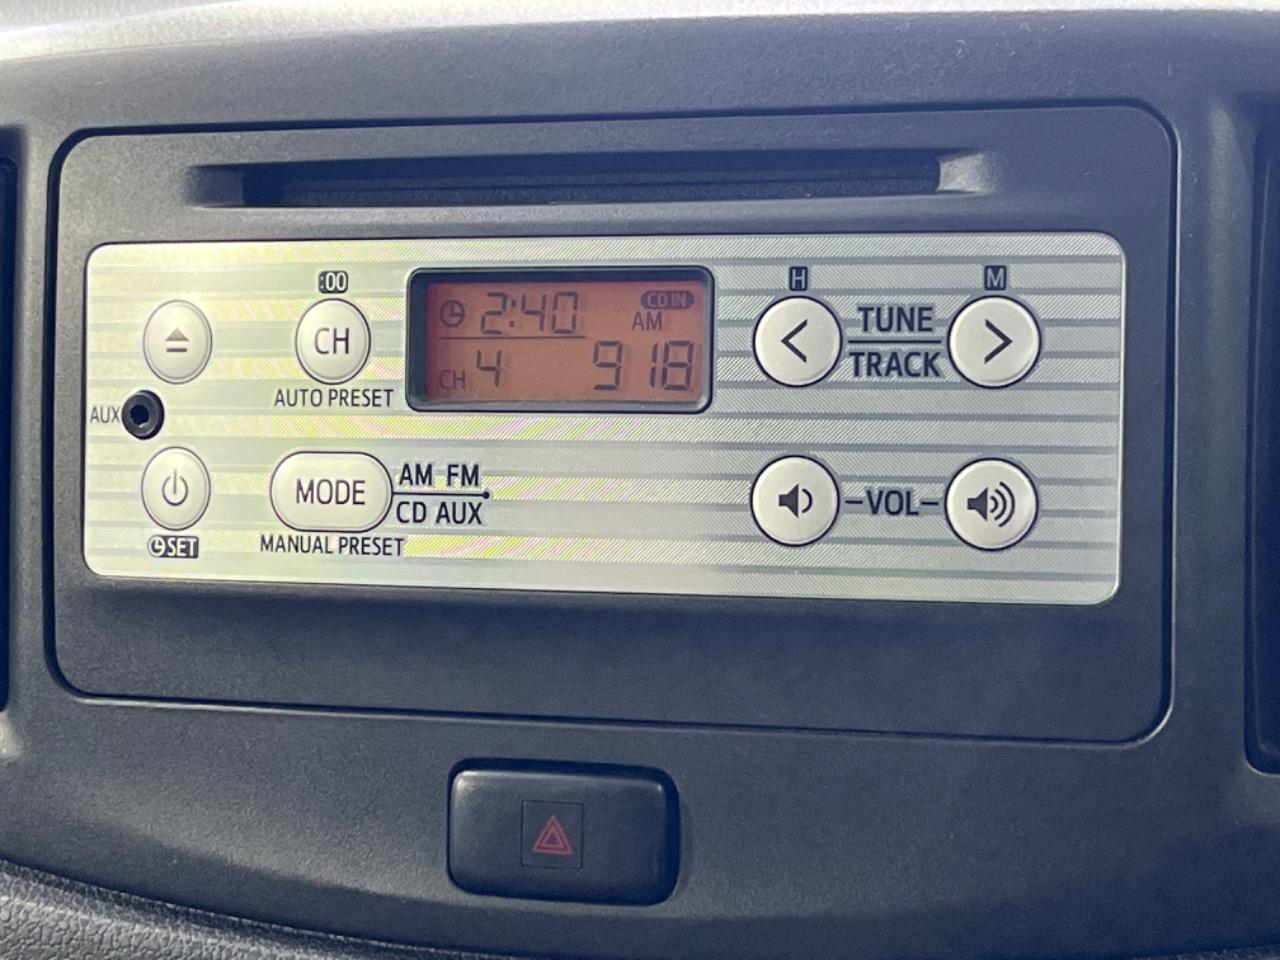 :00
H
M
CH
AUTO PRESET
2:40
CD IN
AM
CH 4 918
TUNE
TRACK
AUX
MODE
AM FM
CD AUX
MANUAL PRESET
SET
VOL